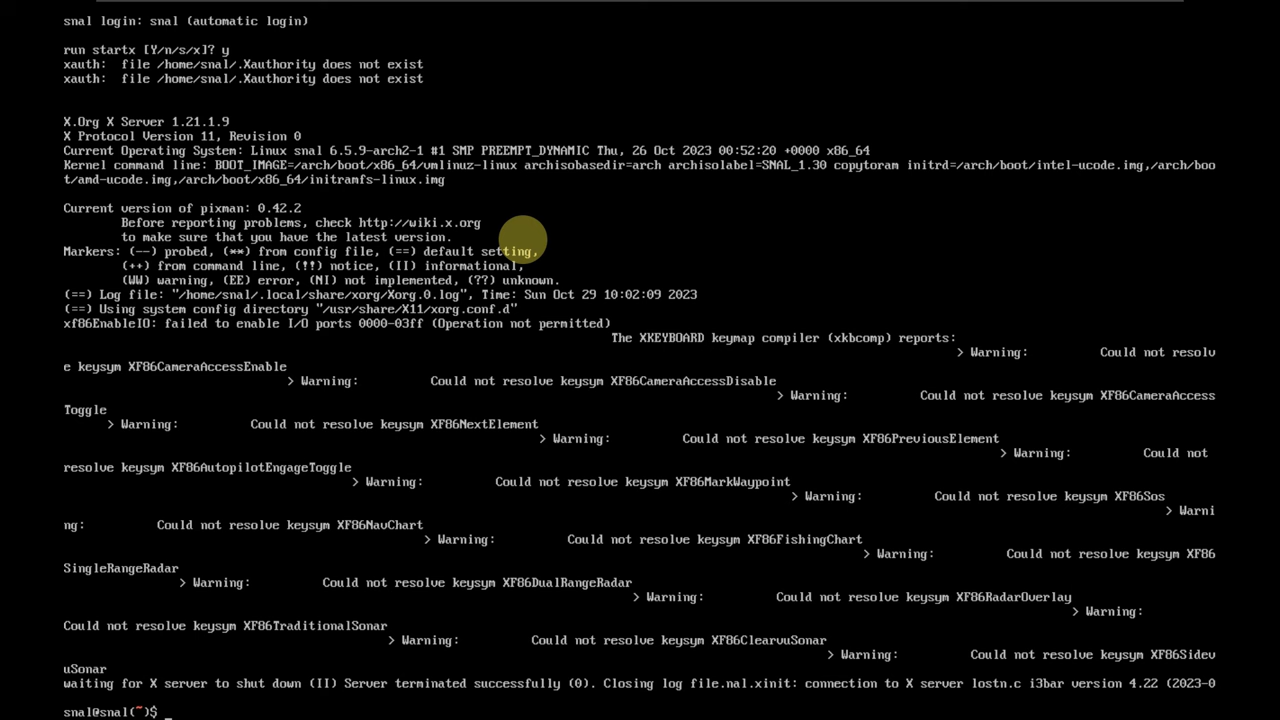 snal login: snal (automatic login)
run startx [Y/n/s/x]? y
xauth:  file /home/snal/.Xauthority does not exist
xauth:  file /home/snal/.Xauthority does not exist
X.Org X Server 1.21.1.9
X Protocol Version 11, Revision 0
Current Operating System: Linux snal 6.5.9-arch2-1 #1 SMP PREEMPT_DYNAMIC Thu, 26 Oct 2023 00:52:20 +0000 x86_64
Kernel command line: BOOT_IMAGE=/arch/boot/x86_64/vmlinuz-linux archisobasedir=arch archisolabel=SNAL_1.30 copytoram initrd=/arch/boot/intel-ucode.img,/arch/boo
t/amd-ucode.img,/arch/boot/x86_64/initramfs-linux.img
Current version of pixman: 0.42.2
Before reporting problems, check http://wiki.x.org
to make sure that you have the latest version.
Markers: (--) probed, (**) from config file, (==) default setting,
(++) from command line, (!!) notice, (II) informational,
(WW) warning, (EE) error, (NI) not implemented, (??) unknown.
(==) Log file: "/home/snal/.local/share/xorg/Xorg.0.log", Time: Sun Oct 29 10:02:09 2023
(==) Using system config directory "/usr/share/X11/xorg.conf.d"
xf86EnableIO: failed to enable I/O ports 0000-03ff (Operation not permitted)
The XKEYBOARD keymap compiler (xkbcomp) reports:
> Warning:          Could not resolv
e keysym XF86CameraAccessEnable
> Warning:          Could not resolve keysym XF86CameraAccessDisable
> Warning:          Could not resolve keysym XF86CameraAccess
Toggle
> Warning:          Could not resolve keysym XF86NextElement
> Warning:          Could not resolve keysym XF86PreviousElement
> Warning:          Could not
resolve keysym XF86AutopilotEngageToggle
> Warning:          Could not resolve keysym XF86MarkWaypoint
> Warning:          Could not resolve keysym XF86Sos
> Warni
ng:          Could not resolve keysym XF86NavChart
> Warning:          Could not resolve keysym XF86FishingChart
> Warning:          Could not resolve keysym XF86
SingleRangeRadar
> Warning:          Could not resolve keysym XF86DualRangeRadar
> Warning:          Could not resolve keysym XF86RadarOverlay
> Warning:
Could not resolve keysym XF86TraditionalSonar
> Warning:          Could not resolve keysym XF86ClearvuSonar
> Warning:          Could not resolve keysym XF86Sidev
uSonar
waiting for X server to shut down (II) Server terminated successfully (0). Closing log file.nal.xinit: connection to X server lostn.c i3bar version 4.22 (2023-0
snal@snal(~)$